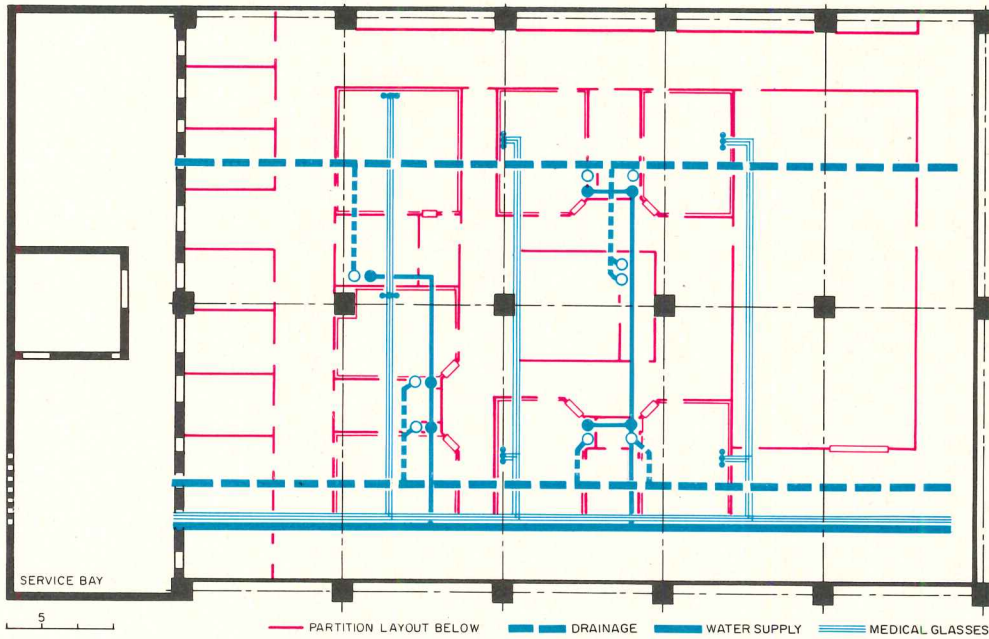 SERVICE BAY
5
PARTITION LAYOUT BELOW
DRAINAGE
WATER SUPPLY
MEDICAL GLASSES